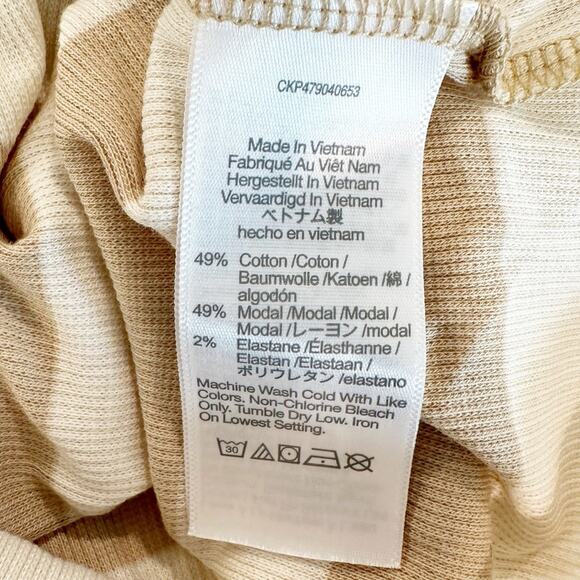 CKP479040653
Made In Vietnam
Fabriqué Au Viêt Nam
Hergestellt In Vietnam
Vervaardigd In Vietnam
ベトナム製
hecho en vietnam
49% Cotton /Coton /
Baumwolle /Katoen /綿 /
algodón
49% Modal /Modal /Modal /
Modal /レーヨン /modal
2% Elastane /Élasthanne /
Elastan /Elastaan /
ポリウレタン /elastano
Machine Wash Cold With Like
Colors. Non-Chlorine Bleach
Only. Tumble Dry Low. Iron
On Lowest Setting.
30